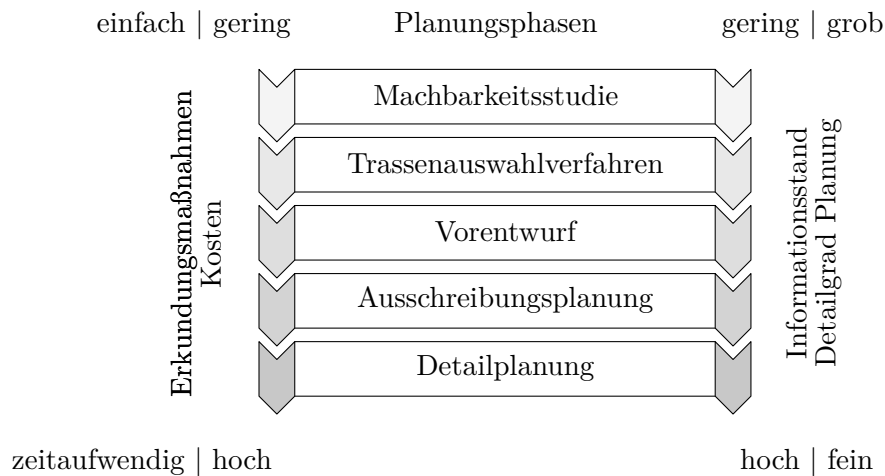 einfach | gering
Planungsphasen
gering | grob
Erkundungsmaßnahmen
Kosten
Machbarkeitsstudie
Trassenauswahlverfahren
Vorentwurf
Ausschreibungsplanung
Detailplanung
Informationsstand
Detailgrad Planung
zeitaufwendig | hoch
hoch | fein